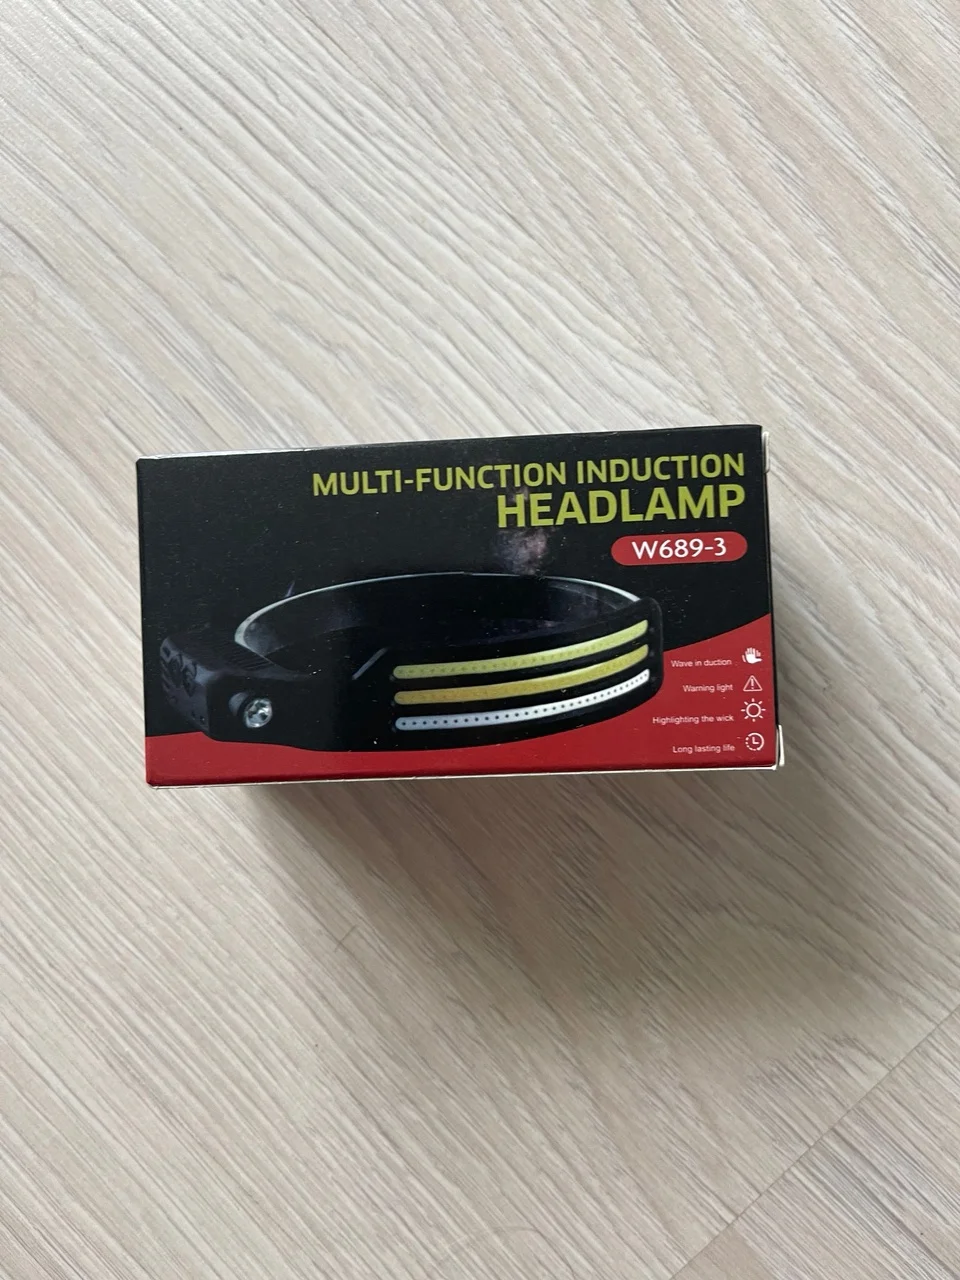 MULTI-FUNCTION INDUCTION
HEADLAMP
W689-3
Wave in duction
Warning light
Highlighting the wick
Long lasting life